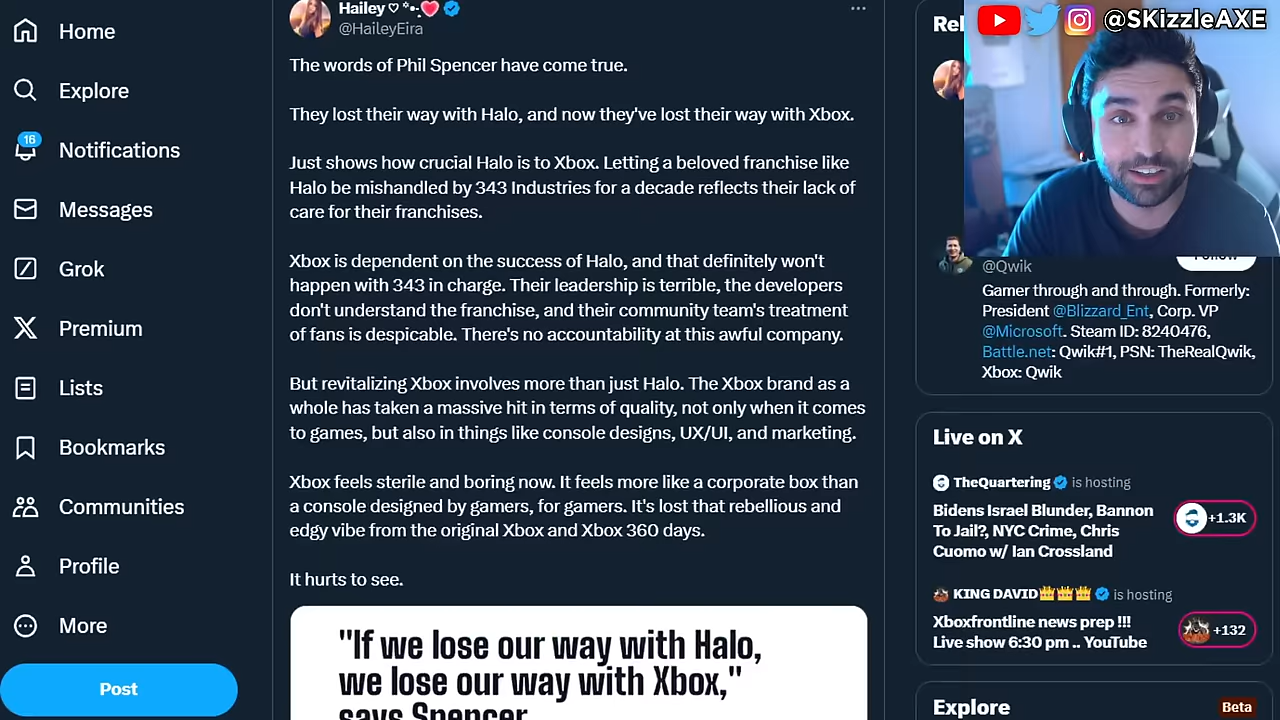 Home
Explore
16
Notifications
Messages
Grok
Premium
Lists
Bookmarks
Communities
Profile
More
Post
Hailey
@HaileyEira
The words of Phil Spencer have come true.
They lost their way with Halo, and now they've lost their way with Xbox.
Just shows how crucial Halo is to Xbox. Letting a beloved franchise like
Halo be mishandled by 343 Industries for a decade reflects their lack of
care for their franchises.
Xbox is dependent on the success of Halo, and that definitely won't
happen with 343 in charge. Their leadership is terrible, the developers
don't understand the franchise, and their community team's treatment
of fans is despicable. There's no accountability at this awful company.
But revitalizing Xbox involves more than just Halo. The Xbox brand as a
whole has taken a massive hit in terms of quality, not only when it comes
to games, but also in things like console designs, UX/UI, and marketing.
Xbox feels sterile and boring now. It feels more like a corporate box than
a console designed by gamers, for gamers. It's lost that rebellious and
edgy vibe from the original Xbox and Xbox 360 days.
It hurts to see.
"If we lose our way with Halo,
we lose our way with Xbox,"
says Spencer
@SKizzleAXE
@Qwik
Follow
Gamer through and through. Formerly:
President @Blizzard_Ent, Corp. VP
@Microsoft. Steam ID: 8240476,
Battle.net: Qwik#1, PSN: TheRealQwik,
Xbox: Qwik
Live on X
TheQuartering is hosting
Bidens Israel Blunder, Bannon
To Jail?, NYC Crime, Chris
Cuomo w/ Ian Crossland
+1.3K
KING DAVID is hosting
Xboxfrontline news prep !!!
Live show 6:30 pm .. YouTube
+132
Explore
Beta